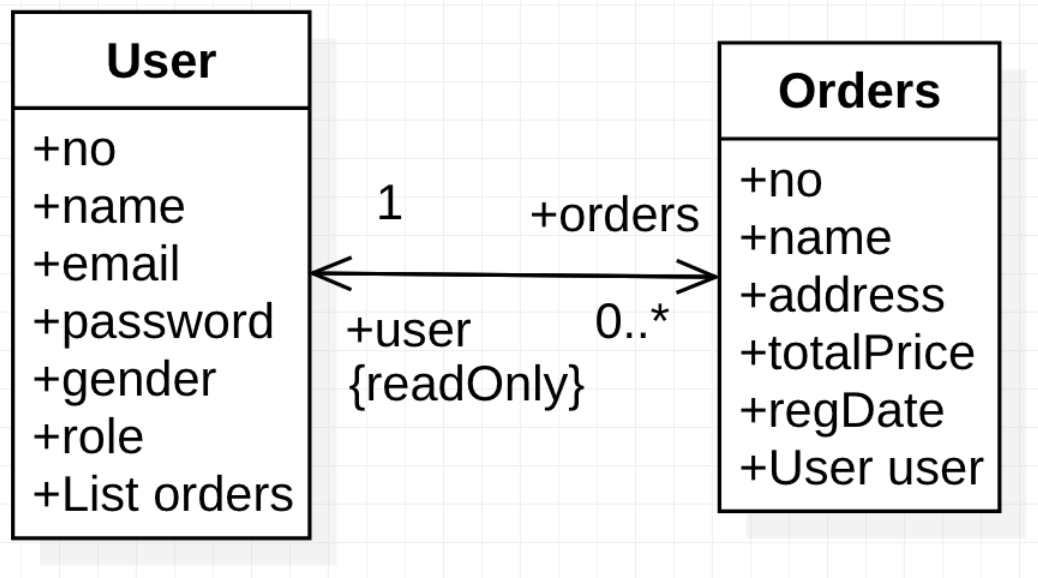 User
+no
+name
+email
+password
+gender
+role
+List orders
1
+orders
+user
0..*
{readOnly}
Orders
+no
+name
+address
+totalPrice
+regDate
+User user